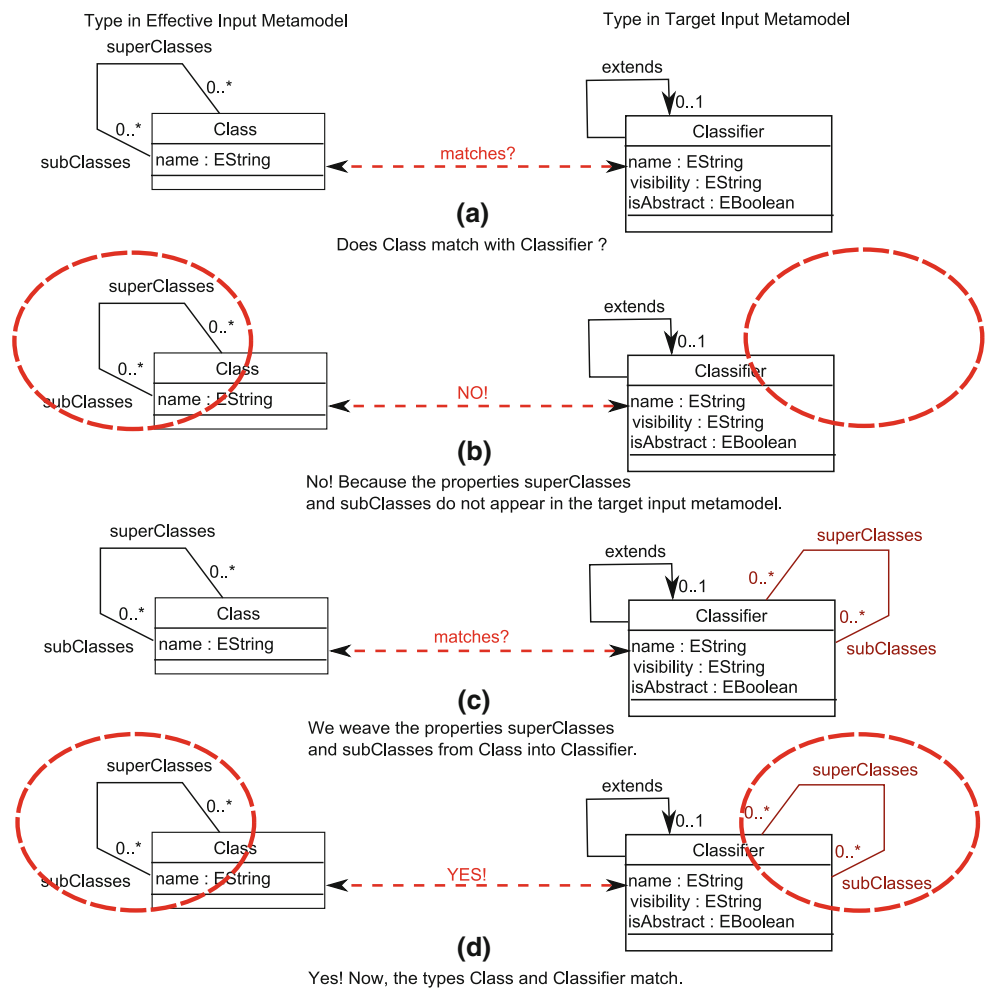 Type in Effective Input Metamodel
Type in Target Input Metamodel
superClasses
0..*
0..*
subClasses
Class
name : EString
matches?
extends
0..1
Classifier
name : EString
visibility : EString
isAbstract : EBoolean
(a)
Does Class match with Classifier ?
superClasses
0..*
0..*
subClasses
Class
name : EString
NO!
extends
0..1
Classifier
name : EString
visibility : EString
isAbstract : EBoolean
(b)
No! Because the properties superClasses
and subClasses do not appear in the target input metamodel.
superClasses
0..*
0..*
subClasses
Class
name : EString
matches?
extends
0..1
Classifier
name : EString
visibility : EString
isAbstract : EBoolean
superClasses
0..*
0..*
subClasses
(c)
We weave the properties superClasses
and subClasses from Class into Classifier.
superClasses
0..*
0..*
subClasses
Class
name : EString
YES!
extends
0..1
Classifier
name : EString
visibility : EString
isAbstract : EBoolean
superClasses
0..*
0..*
subClasses
(d)
Yes! Now, the types Class and Classifier match.